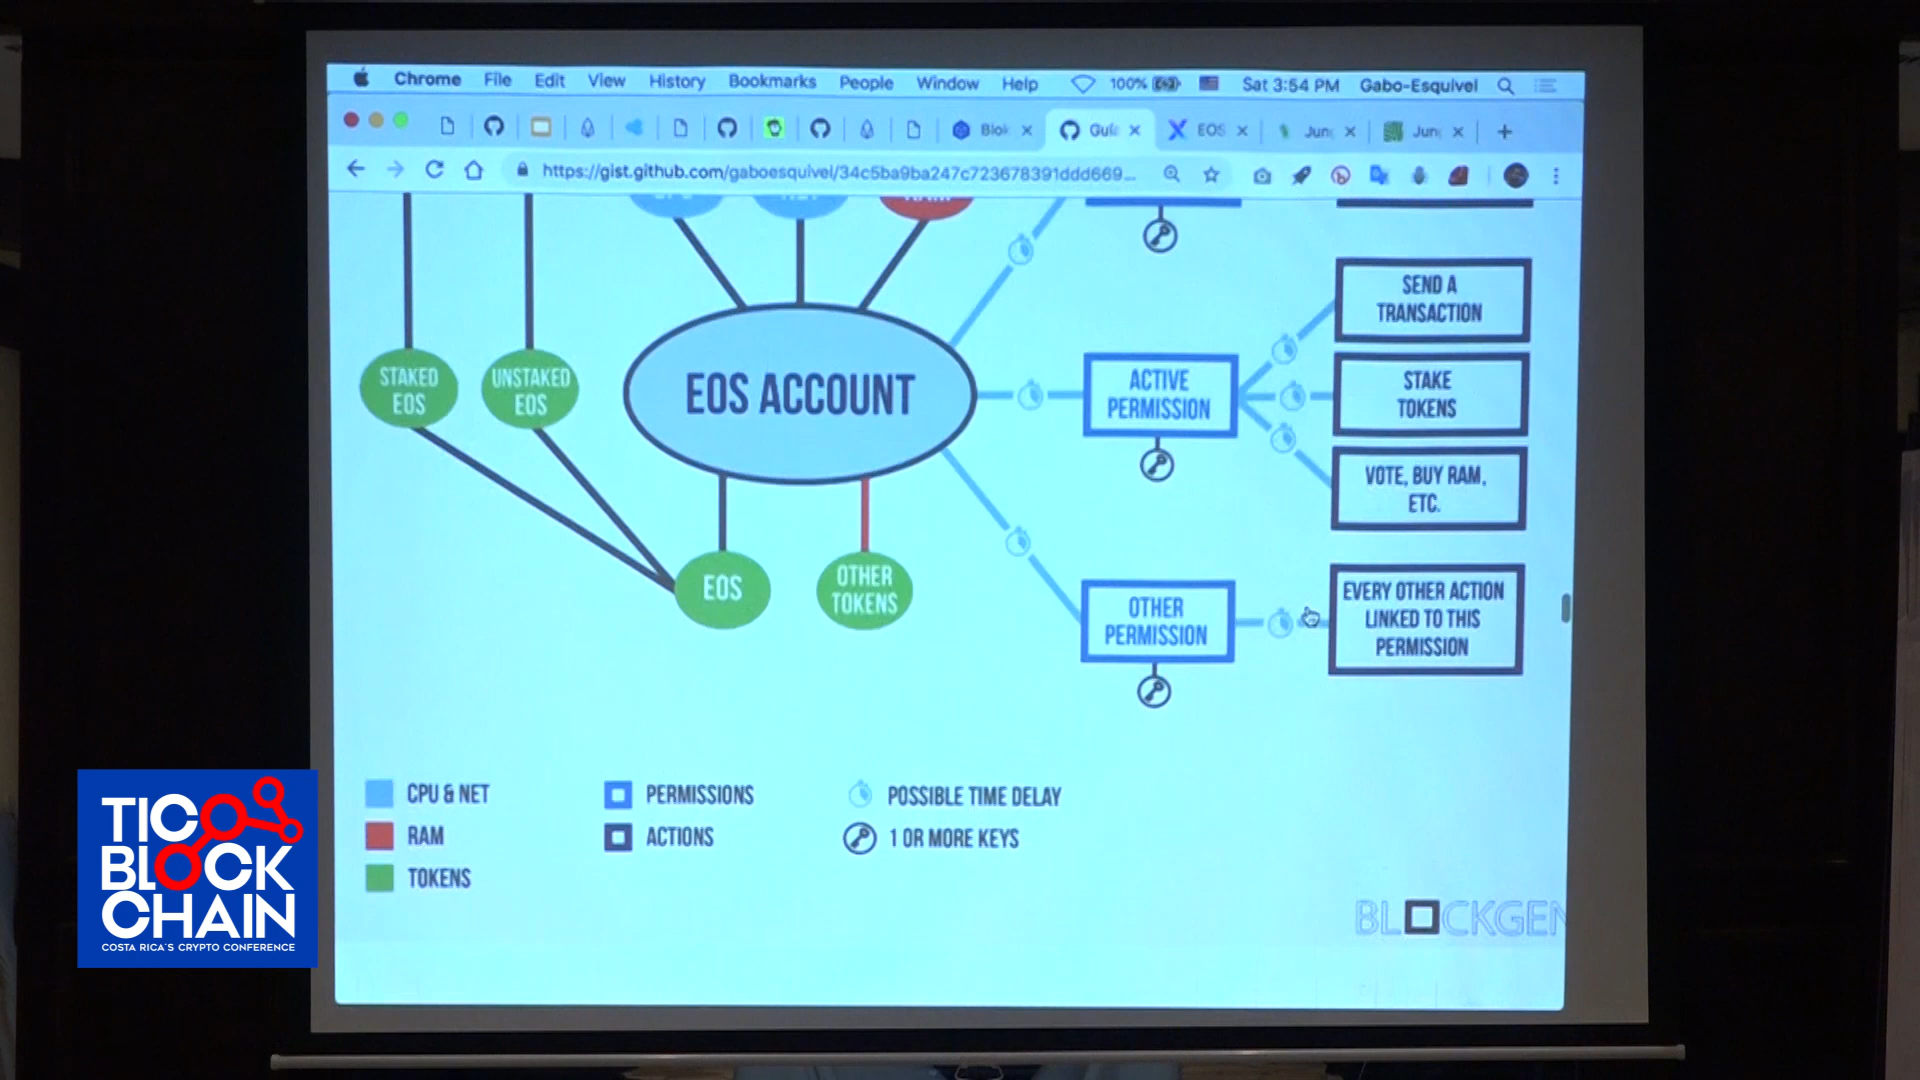 Chrome File Edit View History Bookmarks People Window Help 100% Sat 3:54 PM Gabo-Esquivel
EOS
Jun
Jun
https://gist.github.com/gaboesquivel/34c5ba9ba247c723678391ddd669...
SEND A
TRANSACTION
STAKED
EOS
UNSTAKED
EOS
EOS ACCOUNT
ACTIVE
PERMISSION
STAKE
TOKENS
VOTE, BUY RAM,
ETC.
EOS
OTHER
TOKENS
OTHER
PERMISSION
EVERY OTHER ACTION
LINKED TO THIS
PERMISSION
CPU & NET
RAM
TOKENS
PERMISSIONS
ACTIONS
POSSIBLE TIME DELAY
1 OR MORE KEYS
BLOCKGEN
TICO
BLOCK
CHAIN
COSTA RICA'S CRYPTO CONFERENCE